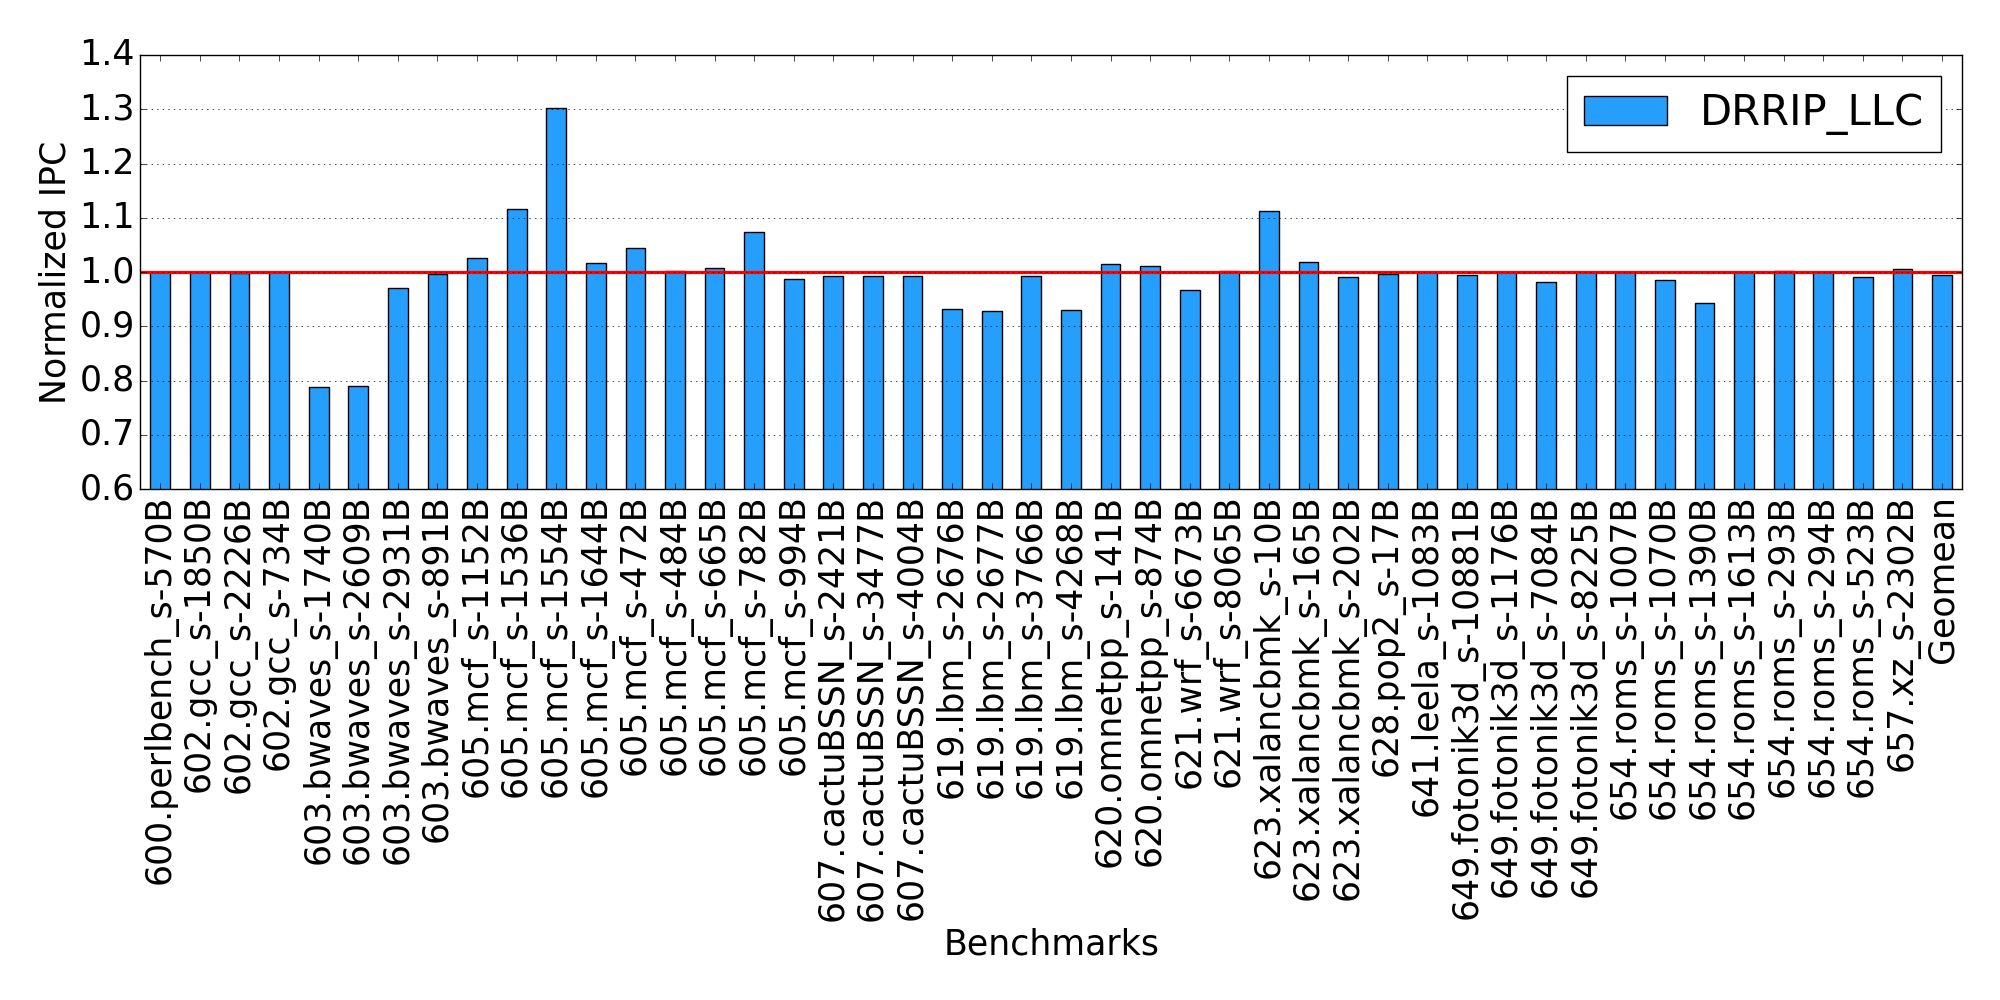 1.4
1.3
1.2
1.1
1.0
0.9
0.8
0.7
0.6
Normalized IPC
DRRIP_LLC
600.perlbench_s-570B
602.gcc_s-1850B
602.gcc_s-2226B
602.gcc_s-734B
603.bwaves_s-1740B
603.bwaves_s-2609B
603.bwaves_s-2931B
603.bwaves_s-891B
605.mcf_s-1152B
605.mcf_s-1536B
605.mcf_s-1554B
605.mcf_s-1644B
605.mcf_s-472B
605.mcf_s-484B
605.mcf_s-665B
605.mcf_s-782B
605.mcf_s-994B
607.cactuBSSN_s-2421B
607.cactuBSSN_s-3477B
607.cactuBSSN_s-4004B
619.lbm_s-2676B
619.lbm_s-2677B
619.lbm_s-3766B
619.lbm_s-4268B
620.omnetpp_s-141B
620.omnetpp_s-874B
621.wrf_s-6673B
621.wrf_s-8065B
623.xalancbmk_s-10B
623.xalancbmk_s-165B
623.xalancbmk_s-202B
628.pop2_s-17B
641.leela_s-1083B
649.fotonik3d_s-10881B
649.fotonik3d_s-1176B
649.fotonik3d_s-7084B
649.fotonik3d_s-8225B
654.roms_s-1007B
654.roms_s-1070B
654.roms_s-1390B
654.roms_s-1613B
654.roms_s-293B
654.roms_s-294B
654.roms_s-523B
657.xz_s-2302B
Geomean
Benchmarks